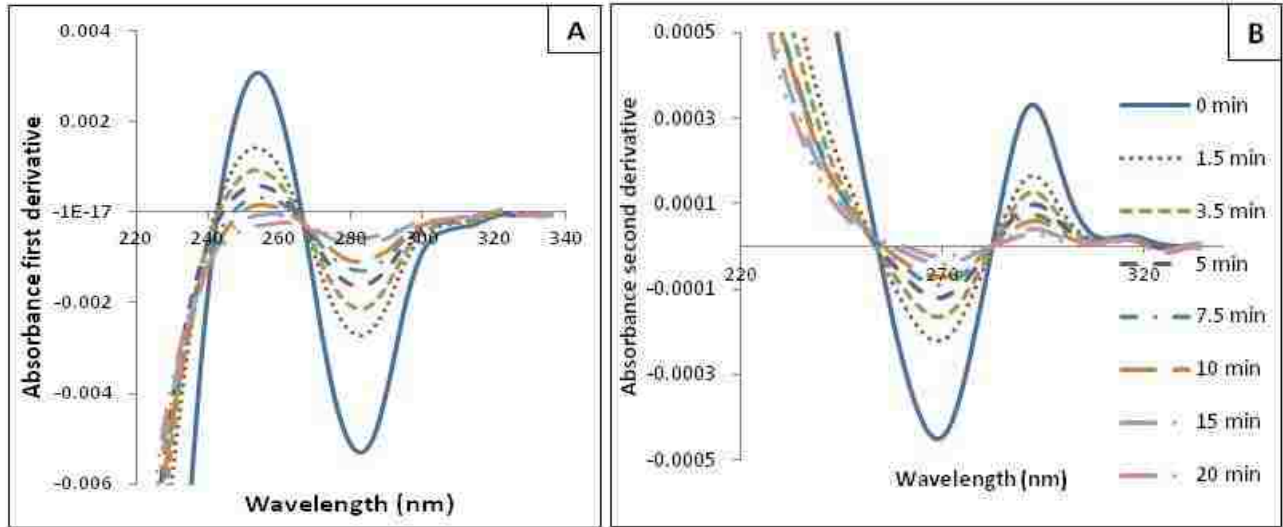 A
Absorbance first derivative
0.004
0.002
-1E-17
-0.002
-0.004
-0.006
220 240 260 280 300 320 340
Wavelength (nm)
B
Absorbance second derivative
0.0005
0.0003
0.0001
-0.0001
-0.0003
-0.0005
220 270 320
Wavelength (nm)
0 min
1.5 min
3.5 min
5 min
7.5 min
10 min
15 min
20 min